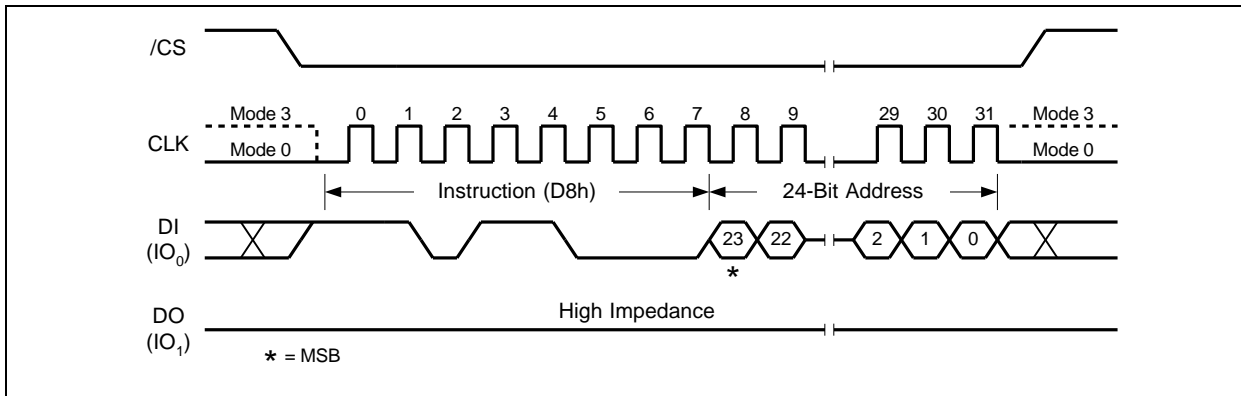 /CS
0 1 2 3 4 5 6 7 8 9 29 30 31
Mode 3 Mode 3
CLK
Mode 0 Mode 0
Instruction (D8h) 24-Bit Address
DI
(IO0)
23 22 2 1 0
*
High Impedance
DO
(IO1)
* = MSB